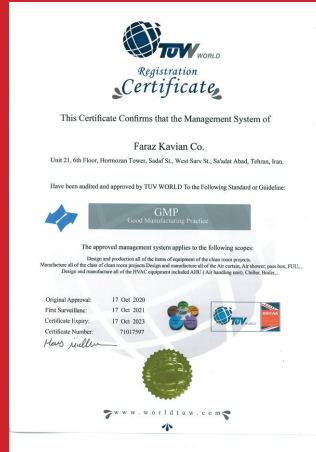 TÜV WORLD
Registration
Certificate
This Certificate Confirms that the Management System of
Faraz Kavian Co.
Unit 21, 6th Floor, Hormozan Tower, Sadaf St., West Sarv St., Sa'adat Abad, Tehran, Iran.
Have been audited and approved by TUV WORLD To the Following Standard or Guideline:
GMP
Good Manufacturing Practice
The approved management system applies to the following scopes:
Design and production all of the items of equipment of the clean room projects.
Manufacture all of the class of clean room projects Design and manufacture all of the Air curtain, Air shower, pass box, FUU,...
Design and manufacture all of the HVAC equipment included AHU ( Air handling unit), Chiller, Boiler,...
Original Approval: 17 Oct 2020
First Surveillane: 17 Oct 2021
Certificate Expiry: 17 Oct 2023
Certificate Number: 71017597
TÜV WORLD
www.worldtuw.com